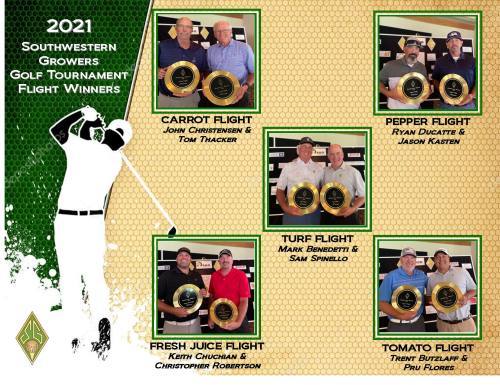 2021
Southwestern
Growers
Golf Tournament
Flight Winners
CARROT FLIGHT
John Christensen &
Tom Thacker
PEPPER FLIGHT
Ryan Ducatte &
Jason Kasten
TURF FLIGHT
Mark Benedetti &
Sam Spinello
FRESH JUICE FLIGHT
Keith Chuchian &
Christopher Robertson
TOMATO FLIGHT
Trent Butzlaff &
Pru Flores